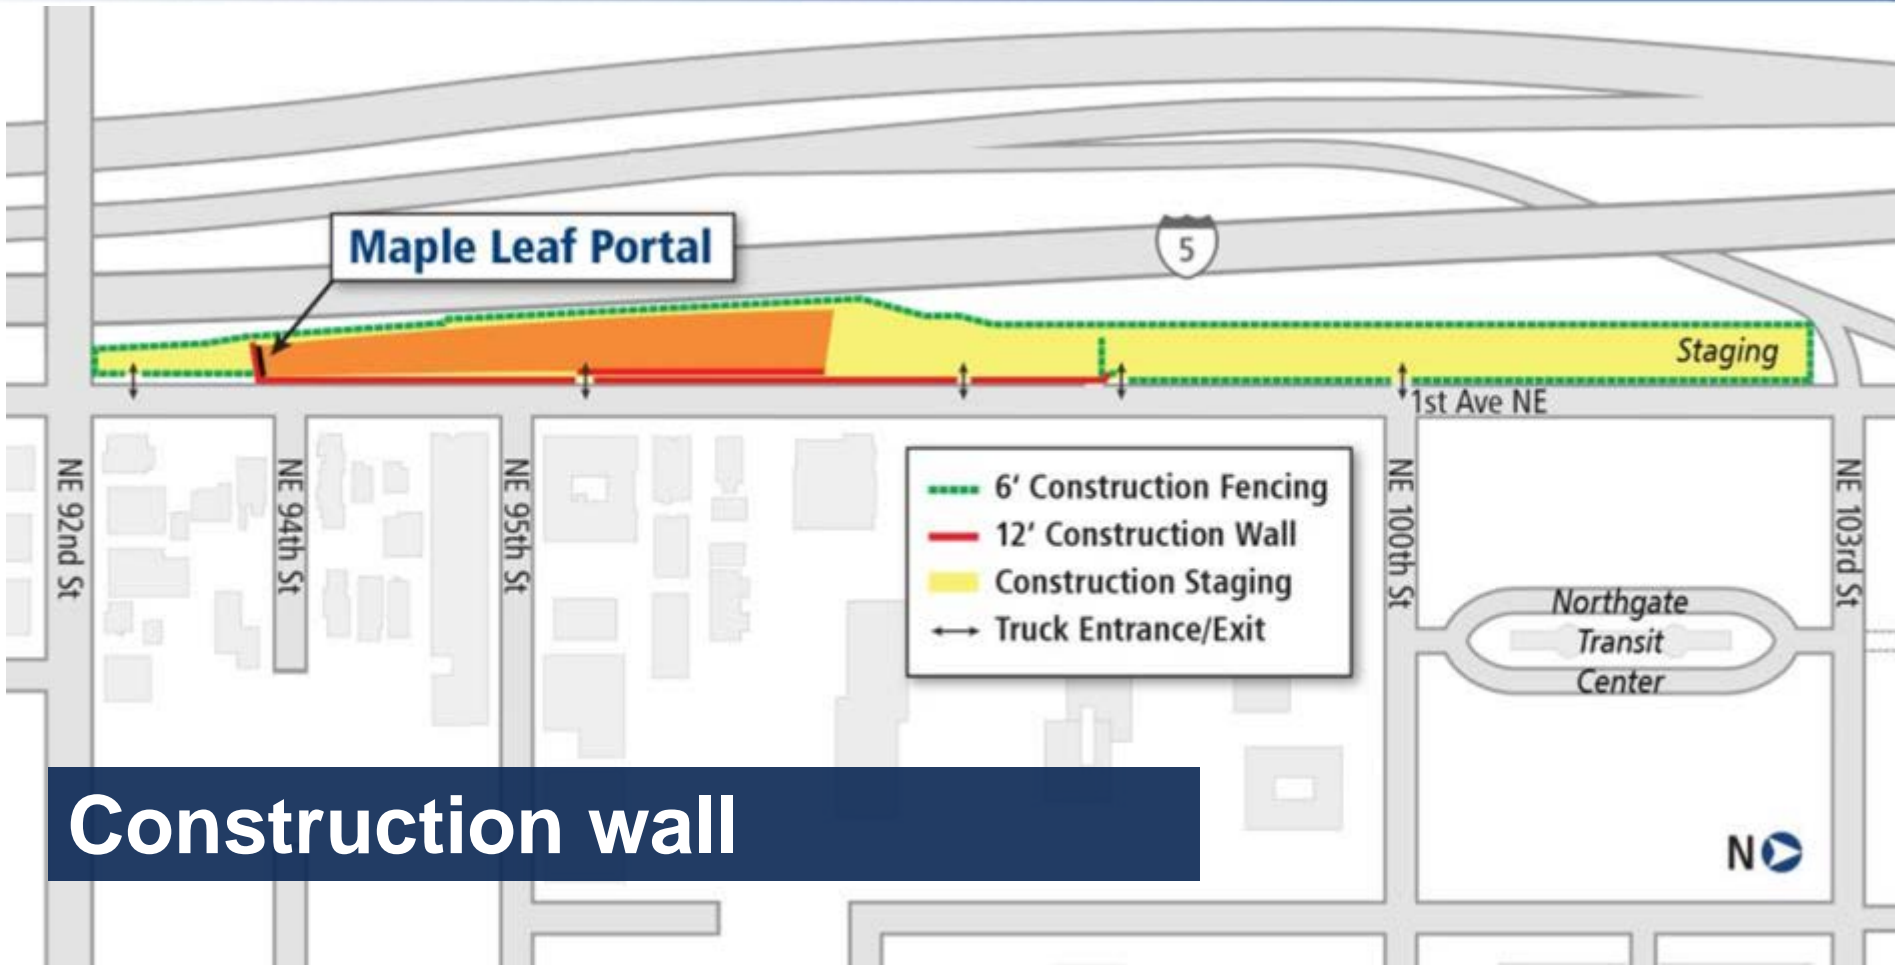 Maple Leaf Portal
5
Staging
1st Ave NE
NE 92nd St
NE 94th St
NE 95th St
6' Construction Fencing
12' Construction Wall
Construction Staging
Truck Entrance/Exit
NE 100th St
NE 103rd St
Northgate
Transit
Center
Construction wall
N